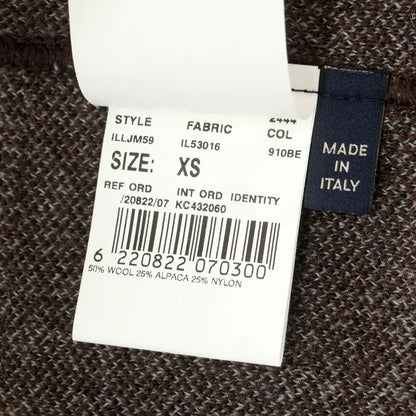 STYLE FABRIC 2444
ILLJM59 IL53016 COL
910BE
SIZE: XS
REF ORD INT ORD IDENTITY
/20822/07 KC432060
6 220822 070300
50% WOOL 25% ALPACA 25% NYLON
MADE
IN
ITALY